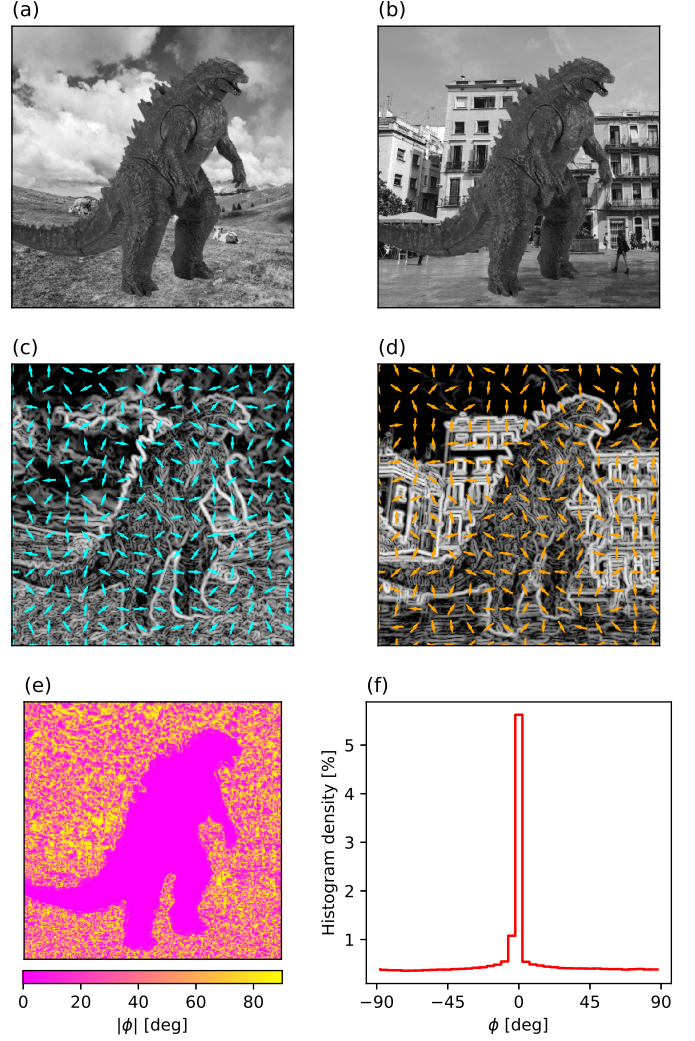 (a)
(b)
(c)
(d)
(e)
(f)
0 20 40 60 80
|ϕ| [deg]
Histogram density [%]
5
4
3
2
1
−90 −45 0 45 90
ϕ [deg]